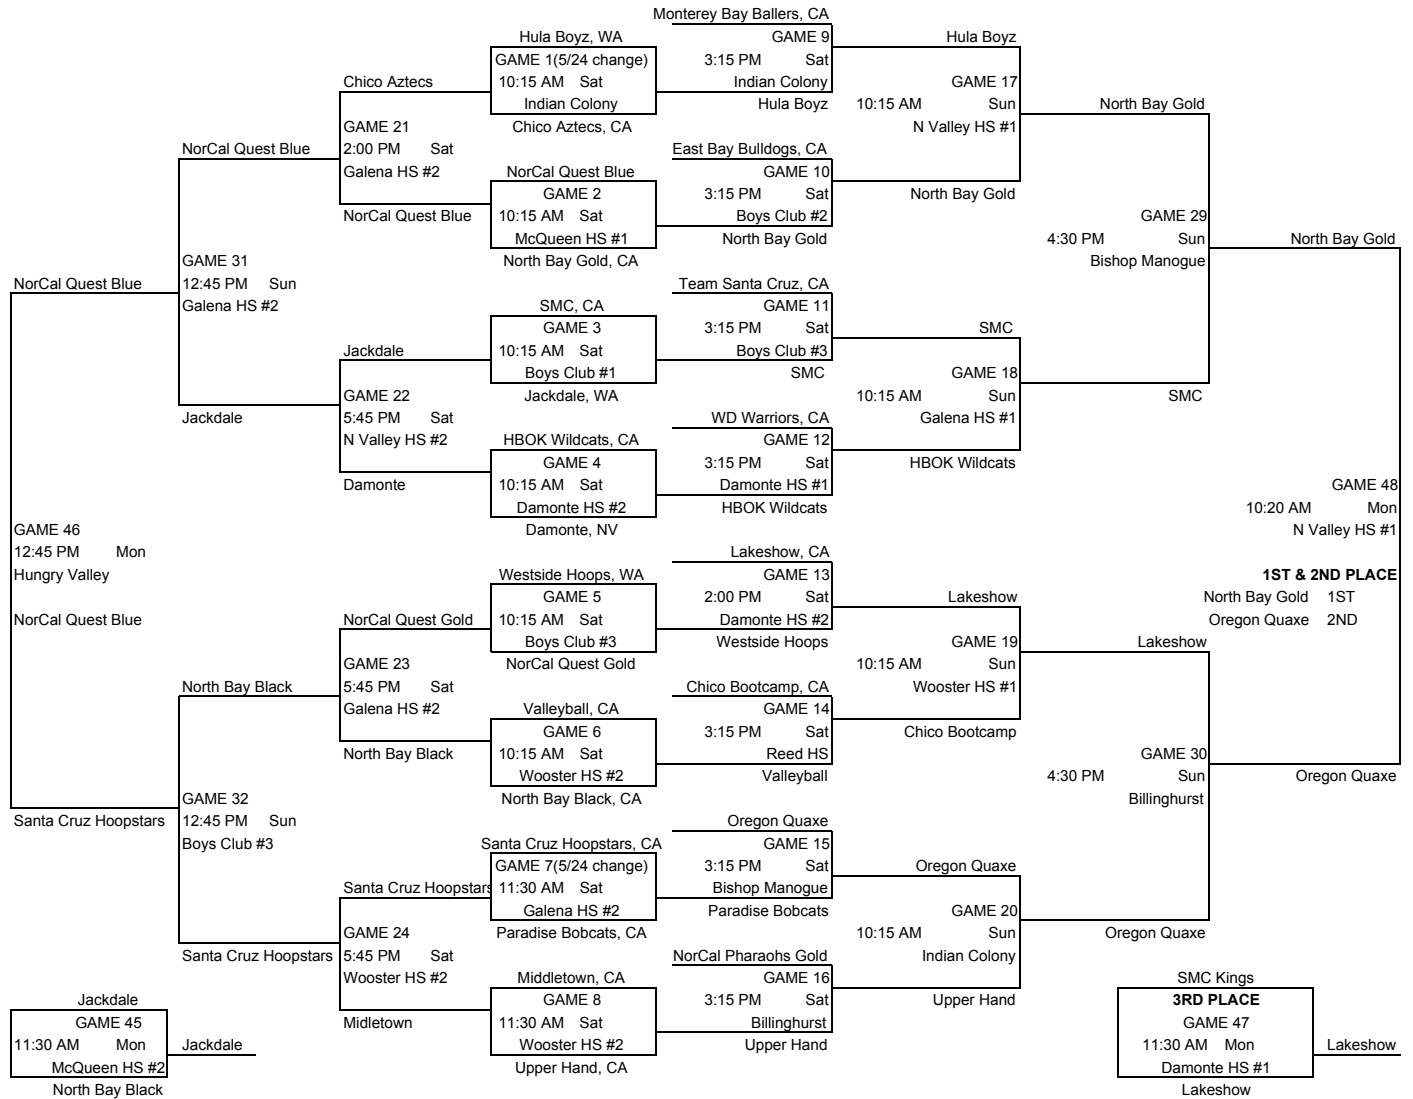 Monterey Bay Ballers, CA
Hula Boyz, WA
GAME 9
Hula Boyz
GAME 1(5/24 change)
3:15 PM Sat
Chico Aztecs
10:15 AM Sat
Indian Colony
GAME 17
Indian Colony
Hula Boyz
10:15 AM Sun
North Bay Gold
GAME 21
Chico Aztecs, CA
N Valley HS #1
NorCal Quest Blue
2:00 PM Sat
East Bay Bulldogs, CA
Galena HS #2
NorCal Quest Blue
GAME 10
GAME 2
3:15 PM Sat
North Bay Gold
NorCal Quest Blue
10:15 AM Sat
Boys Club #2
GAME 29
McQueen HS #1
North Bay Gold
4:30 PM Sun
North Bay Gold
GAME 31
North Bay Gold, CA
Bishop Manogue
NorCal Quest Blue
12:45 PM Sun
Team Santa Cruz, CA
Galena HS #2
SMC, CA
GAME 11
GAME 3
3:15 PM Sat
SMC
Jackdale
10:15 AM Sat
Boys Club #3
Boys Club #1
SMC
GAME 18
GAME 22
Jackdale, WA
10:15 AM Sun
SMC
Jackdale
5:45 PM Sat
WD Warriors, CA
Galena HS #1
N Valley HS #2
HBOK Wildcats, CA
GAME 12
GAME 4
3:15 PM Sat
HBOK Wildcats
Damonte
10:15 AM Sat
Damonte HS #1
GAME 48
Damonte HS #2
HBOK Wildcats
10:20 AM Mon
GAME 46
Damonte, NV
N Valley HS #1
12:45 PM Mon
Lakeshow, CA
Hungry Valley
Westside Hoops, WA
GAME 13
1ST & 2ND PLACE
GAME 5
2:00 PM Sat
Lakeshow
North Bay Gold 1ST
NorCal Quest Blue
NorCal Quest Gold
10:15 AM Sat
Damonte HS #2
Oregon Quaxe 2ND
Boys Club #3
Westside Hoops
GAME 19
Lakeshow
GAME 23
NorCal Quest Gold
10:15 AM Sun
North Bay Black
5:45 PM Sat
Chico Bootcamp, CA
Wooster HS #1
Galena HS #2
Valleyball, CA
GAME 14
GAME 6
3:15 PM Sat
Chico Bootcamp
North Bay Black
10:15 AM Sat
Reed HS
GAME 30
Wooster HS #2
Valleyball
4:30 PM Sun
Oregon Quaxe
GAME 32
North Bay Black, CA
Billinghurst
Santa Cruz Hoopstars
12:45 PM Sun
Oregon Quaxe
Boys Club #3
Santa Cruz Hoopstars, CA
GAME 15
GAME 7(5/24 change)
3:15 PM Sat
Oregon Quaxe
Santa Cruz Hoopstars
11:30 AM Sat
Bishop Manogue
Galena HS #2
Paradise Bobcats
GAME 20
GAME 24
Paradise Bobcats, CA
10:15 AM Sun
Oregon Quaxe
Santa Cruz Hoopstars
5:45 PM Sat
NorCal Pharaohs Gold
Indian Colony
Wooster HS #2
Middletown, CA
GAME 16
SMC Kings
Jackdale
GAME 8
3:15 PM Sat
Upper Hand
3RD PLACE
GAME 45
Midletown
11:30 AM Sat
Billinghurst
GAME 47
11:30 AM Mon
Jackdale
Wooster HS #2
Upper Hand
11:30 AM Mon
Lakeshow
McQueen HS #2
Upper Hand, CA
Damonte HS #1
North Bay Black
Lakeshow